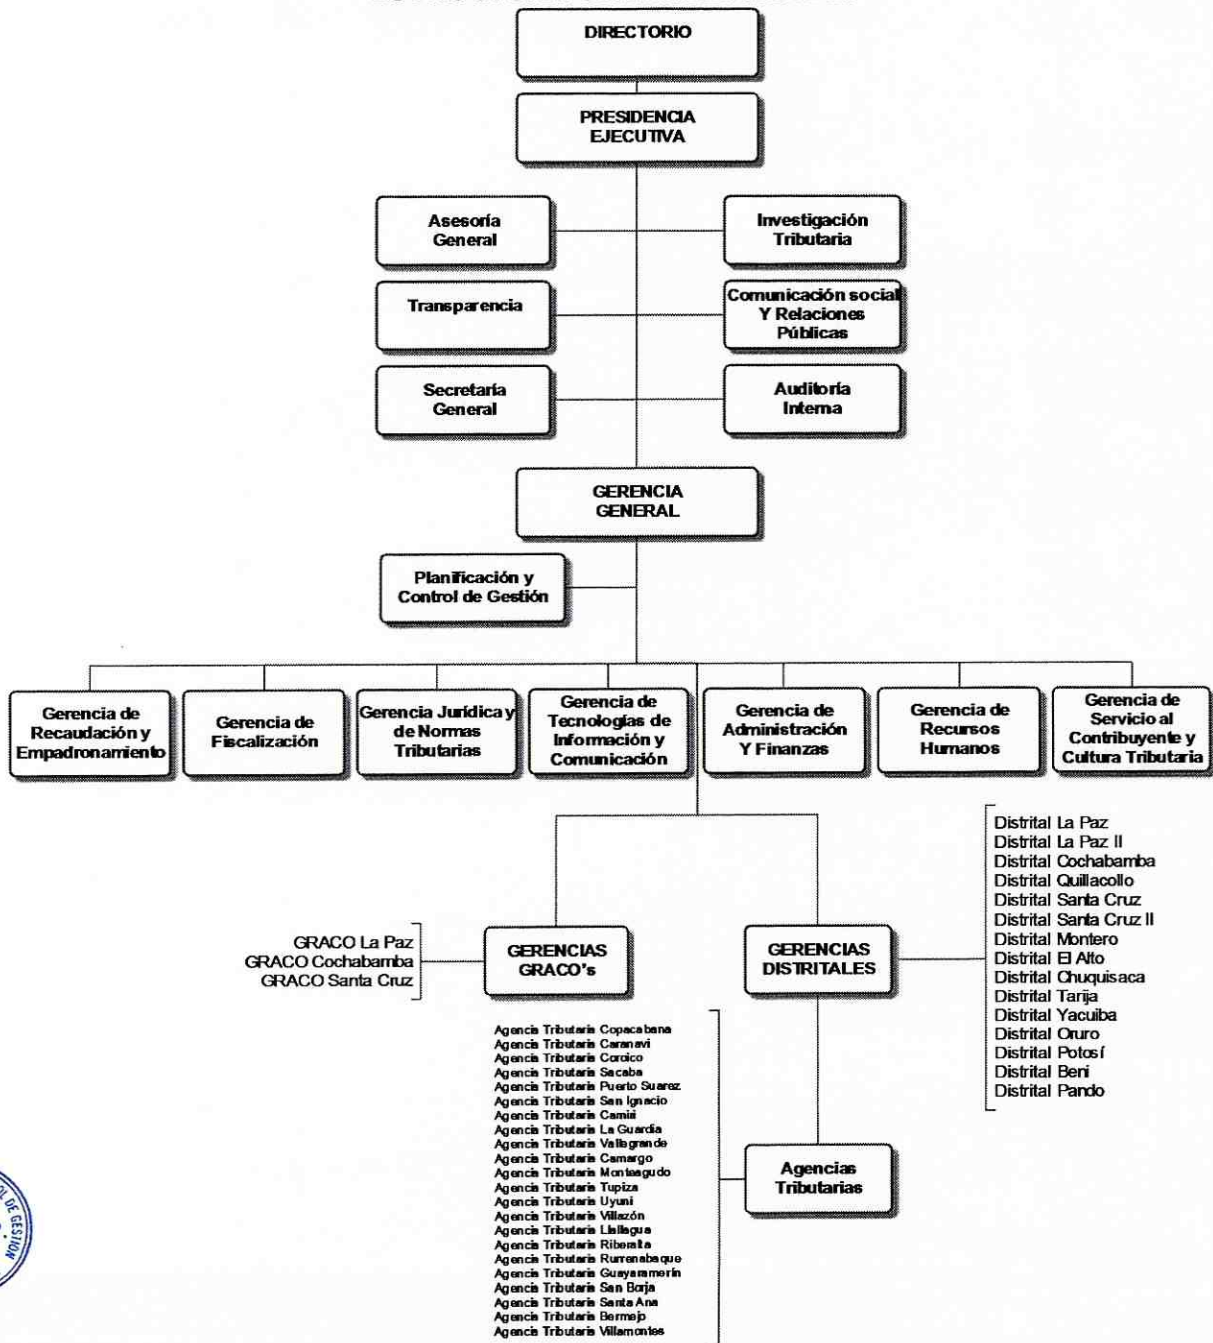 DIRECTORIO
PRESIDENCIA
EJECUTIVA
Asesoría
General
Investigación
Tributaria
Transparencia
Comunicación social
Y Relaciones
Públicas
Secretaría
General
Auditoría
Interna
GERENCIA
GENERAL
Planificación y
Control de Gestión
Gerencia de
Recaudación y
Empadronamiento
Gerencia de
Fiscalización
Gerencia Jurídica y
de Normas
Tributarias
Gerencia de
Tecnologías de
Información y
Comunicación
Gerencia de
Administración
Y Finanzas
Gerencia de
Recursos
Humanos
Gerencia de
Servicio al
Contribuyente y
Cultura Tributaria
GRACO La Paz
GRACO Cochabamba
GRACO Santa Cruz
GERENCIAS
GRACO's
GERENCIAS
DISTRITALES
Distrital La Paz
Distrital La Paz II
Distrital Cochabamba
Distrital Quillacollo
Distrital Santa Cruz
Distrital Santa Cruz II
Distrital Montero
Distrital El Alto
Distrital Chuquisaca
Distrital Tarija
Distrital Yacuiba
Distrital Oruro
Distrital Potosí
Distrital Beni
Distrital Pando
Agencia Tributaria Copacabana
Agencia Tributaria Caranavi
Agencia Tributaria Coroico
Agencia Tributaria Sacaba
Agencia Tributaria Puerto Suarez
Agencia Tributaria San Ignacio
Agencia Tributaria Camiri
Agencia Tributaria La Guardia
Agencia Tributaria Vallegrande
Agencia Tributaria Camargo
Agencia Tributaria Monteagudo
Agencia Tributaria Tupiza
Agencia Tributaria Uyuni
Agencia Tributaria Villazón
Agencia Tributaria Llallagua
Agencia Tributaria Riberalta
Agencia Tributaria Rurrenabaque
Agencia Tributaria Guayaramerín
Agencia Tributaria San Borja
Agencia Tributaria Santa Ana
Agencia Tributaria Bermejo
Agencia Tributaria Villamontes
Agencias
Tributarias
DE GESTIÓN